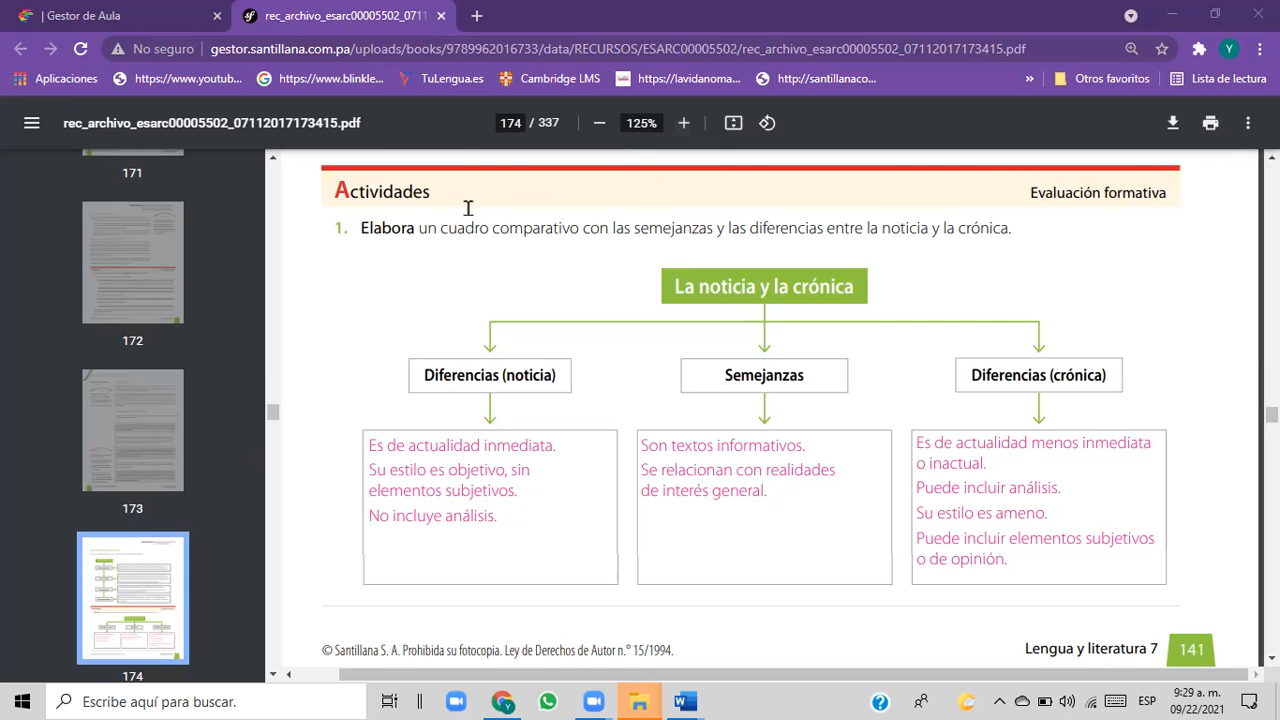 Gestor de Aula
rec_archivo_esarc00005502_0711
No seguro
gestor.santillana.com.pa/uploads/books/9789962016733/data/RECURSOS/ESARC00005502/rec_archivo_esarc00005502_07112017173415.pdf
Aplicaciones
https://www.youtub...
https://www.blinkle...
TuLengua.es
Cambridge LMS
https://lavidanoma...
http://santillanaco...
»
Otros favoritos
Lista de lectura
rec_archivo_esarc00005502_07112017173415.pdf
174 / 337
125%
171
172
173
174
Actividades
Evaluación formativa
1. Elabora un cuadro comparativo con las semejanzas y las diferencias entre la noticia y la crónica.
La noticia y la crónica
Diferencias (noticia)
Semejanzas
Diferencias (crónica)
Es de actualidad inmediata.
Su estilo es objetivo, sin
elementos subjetivos.
No incluye análisis.
Son textos informativos.
Se relacionan con realidades
de interés general.
Es de actualidad menos inmediata
o inactual.
Puede incluir análisis.
Su estilo es ameno.
Puede incluir elementos subjetivos
o de opinión.
© Santillana S. A. Prohibida su fotocopia. Ley de Derechos de Autor n.° 15/1994.
Lengua y literatura 7
141
Escribe aquí para buscar.
ESP
9:29 a. m.
09/22/2021